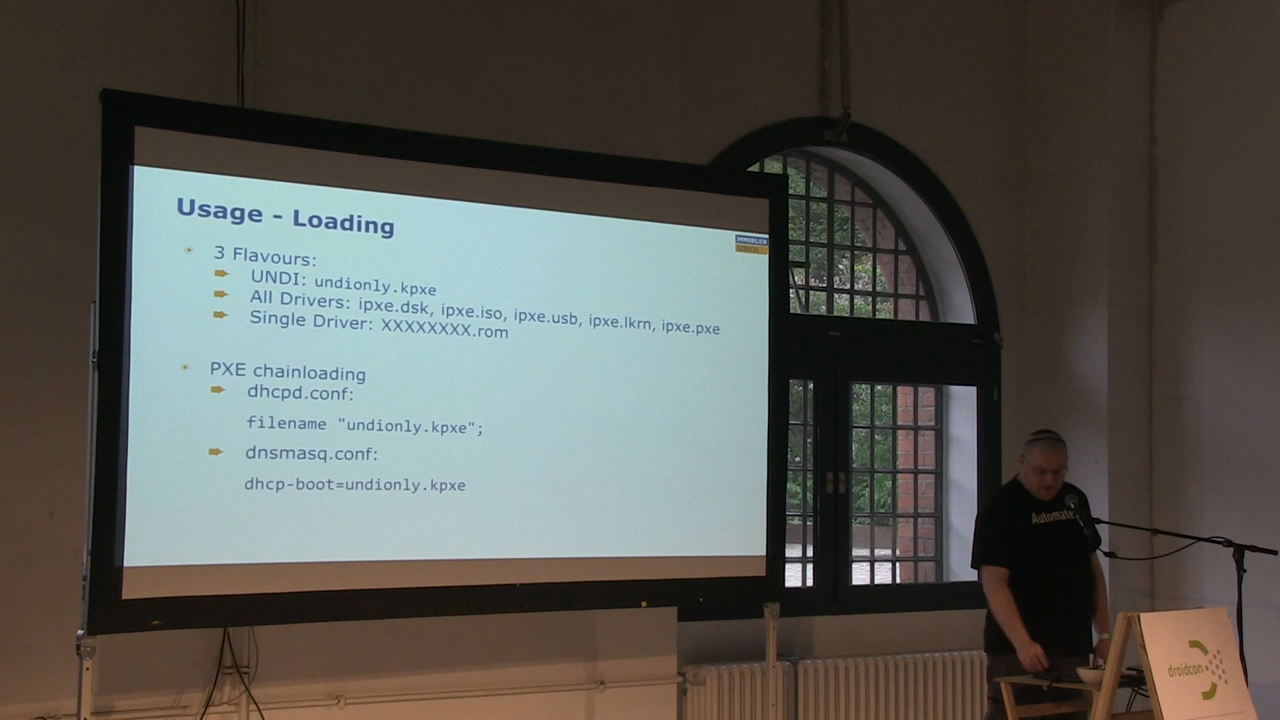 Usage - Loading
IMMOBILIEN
3 Flavours:
UNDI: undionly.kpxe
All Drivers: ipxe.dsk, ipxe.iso, ipxe.usb, ipxe.lkrn, ipxe.pxe
Single Driver: XXXXXXXX.rom
PXE chainloading
dhcpd.conf:
filename "undionly.kpxe";
dnsmasq.conf:
dhcp-boot=undionly.kpxe
Automate
droidcon